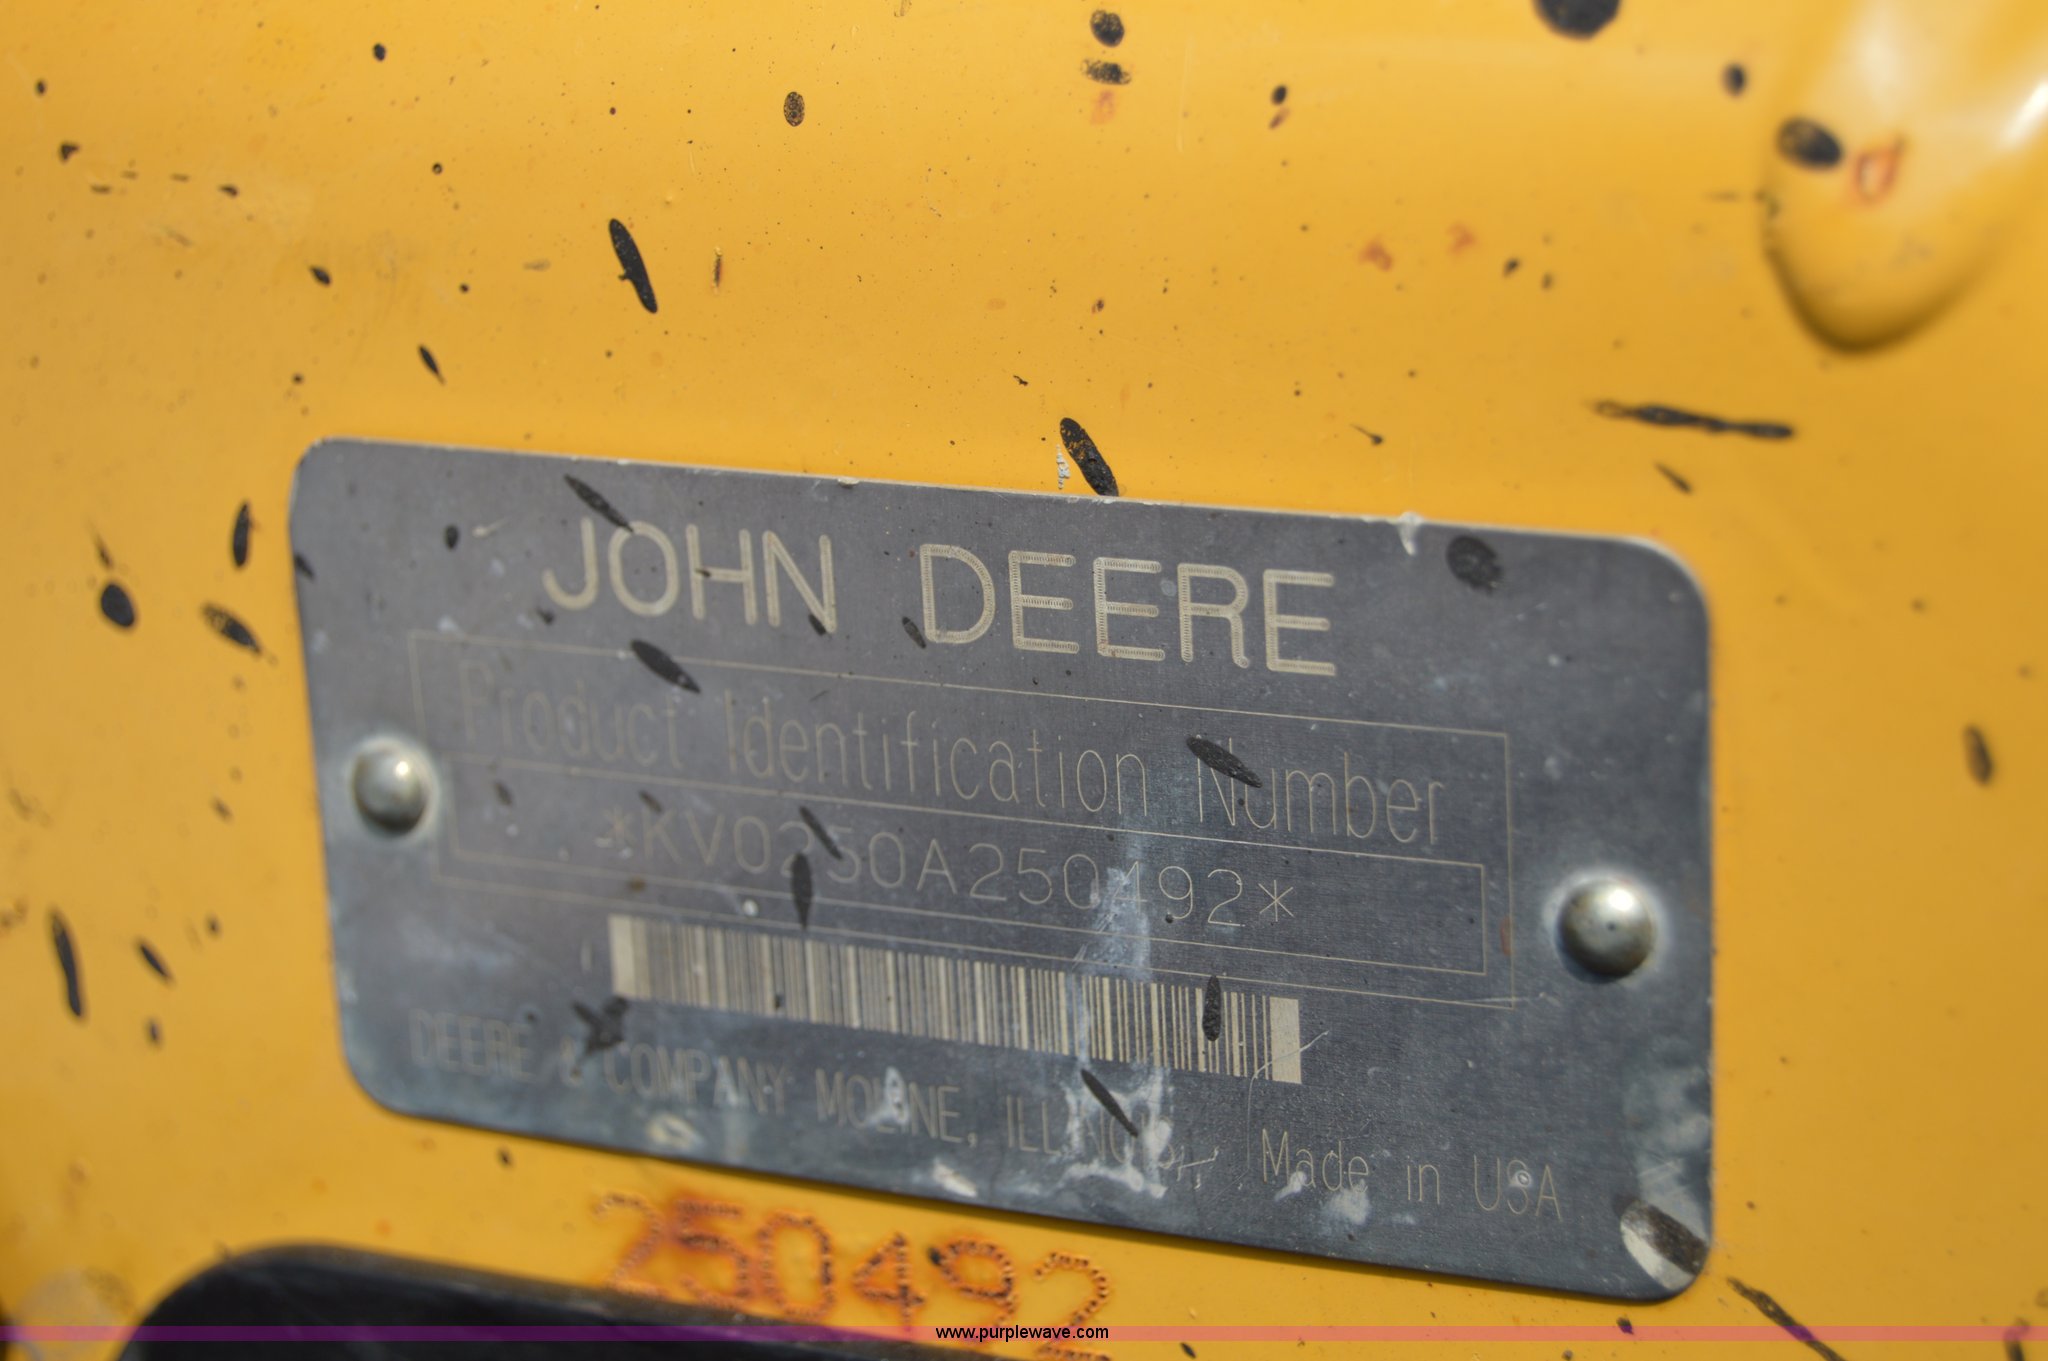 JOHN DEERE
Product Identification Number
*KV0250A250492*
DEERE & COMPANY MOLINE, ILLINOIS, Made in USA
250492
www.purplewave.com